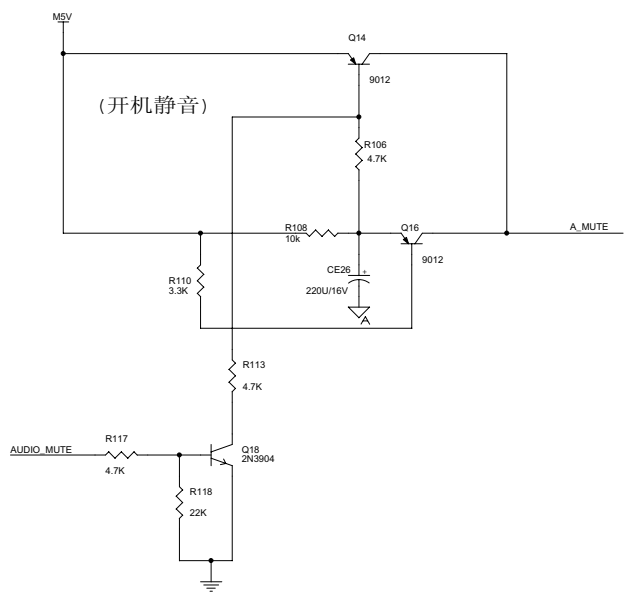 M5V
Q14
9012
(开机静音)
R106
4.7K
R108
10k
Q16
A_MUTE
9012
CE26
+
220U/16V
A
R110
3.3K
R113
4.7K
AUDIO_MUTE
R117
4.7K
Q18
2N3904
R118
22K